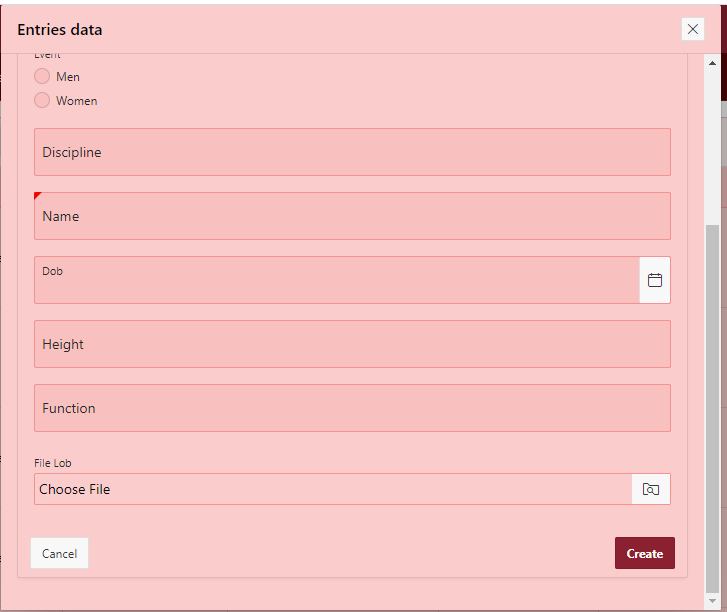 Entries data
Event
Men
Women
Discipline
Name
Dob
Height
Function
File Lob
Choose File
Cancel
Create